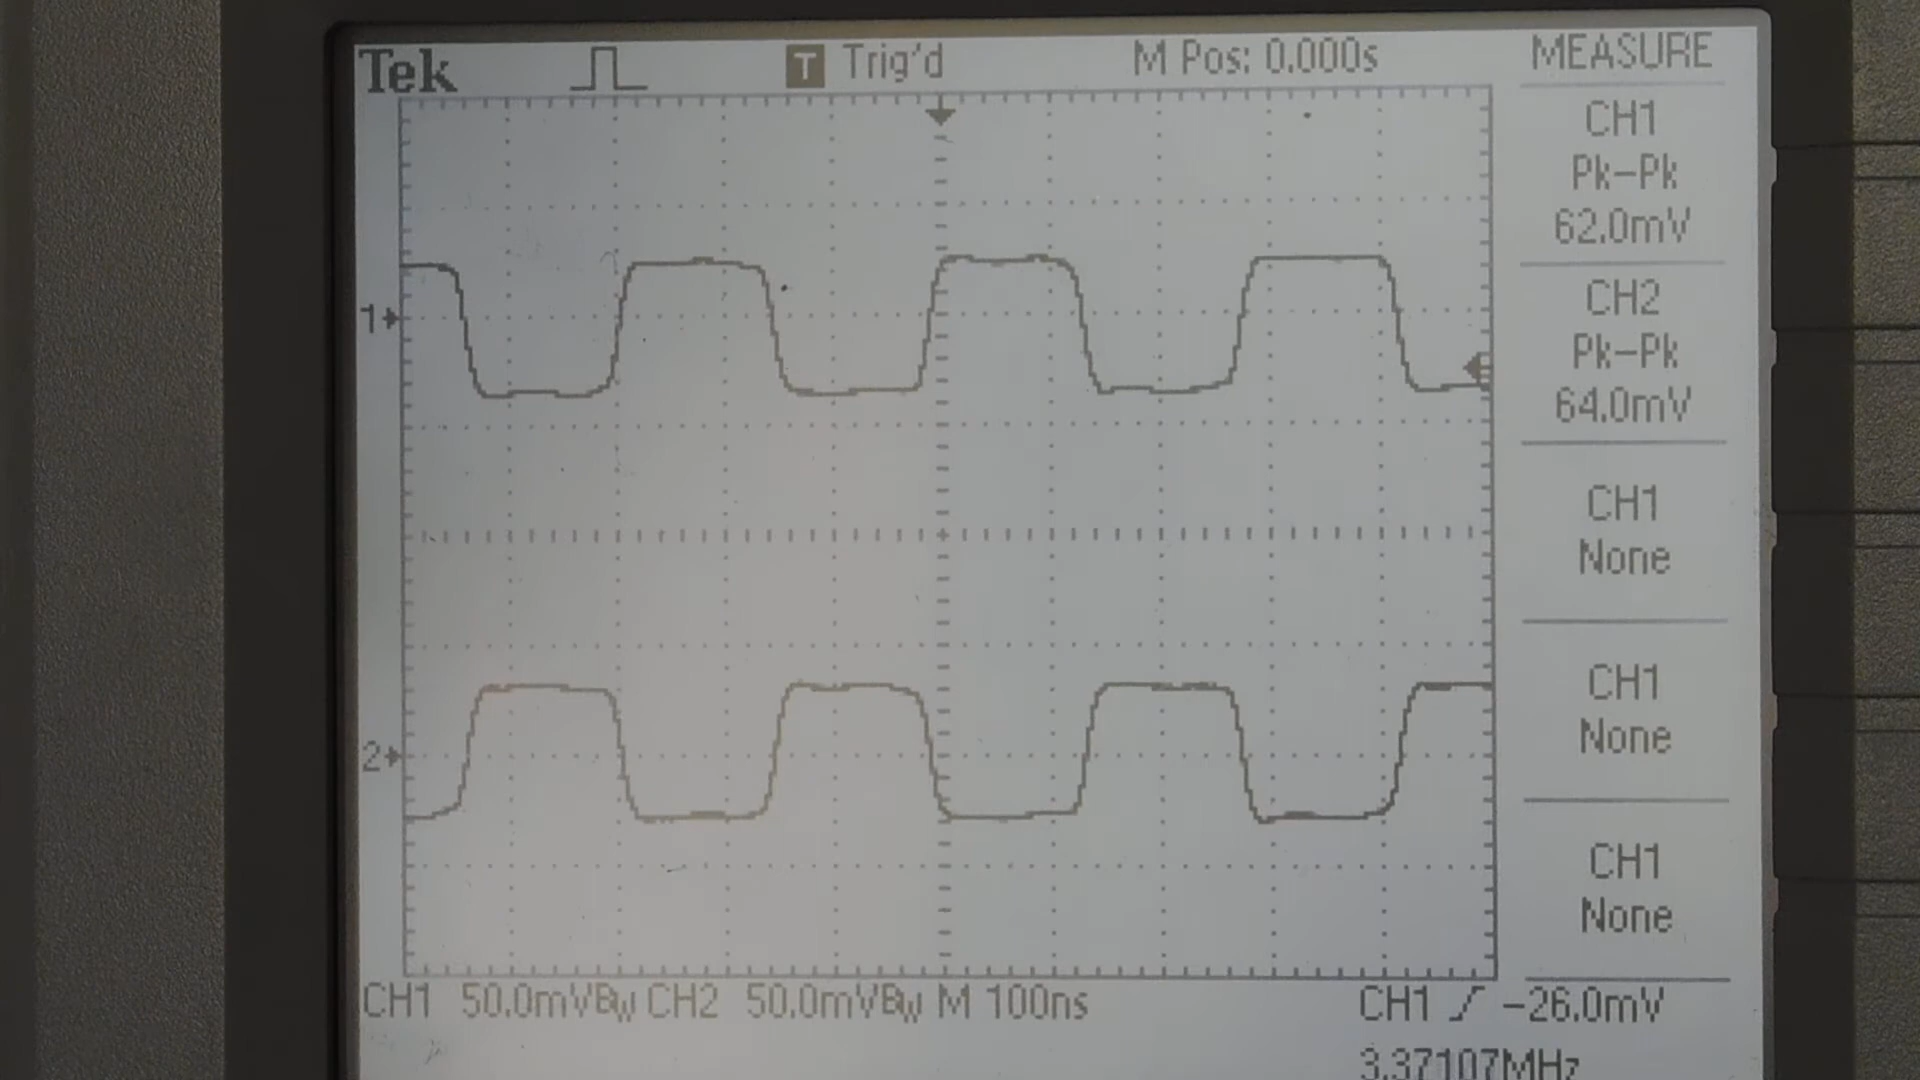 Tek T Trig'd M Pos: 0.000s MEASURE
CH1
Pk-Pk
62.0mV
1
CH2
Pk-Pk
64.0mV
CH1
None
CH1
None
2
CH1
None
CH1 50.0mVBW CH2 50.0mVBW M 100ns CH1 -26.0mV
3.37107MHz